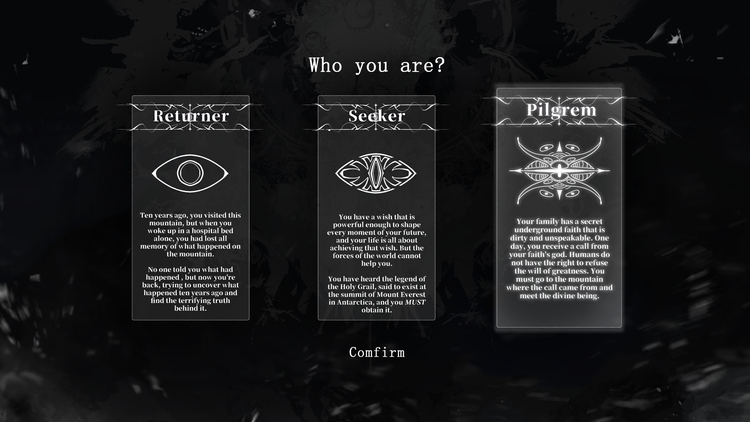 Who you are?
Returner
Ten years ago, you visited this
mountain, but when you
woke up in a hospital bed
alone, you had lost all
memory of what happened on
the mountain.
No one told you what had
happened , but now you're
back, trying to uncover what
happened ten years ago and
find the terrifying truth
behind it.
Seeker
You have a wish that is
powerful enough to shape
every moment of your future,
and your life is all about
achieving that wish. But the
forces of the world cannot
help you.
You have heard the legend of
the Holy Grail, said to exist at
the summit of Mount Everest
in Antarctica, and you MUST
obtain it.
Pilgrem
Your family has a secret
underground faith that is
dirty and unspeakable. One
day, you receive a call from
your faith's god. Humans do
not have the right to refuse
the will of greatness. You
must go to the mountain
where the call came from and
meet the divine being.
Comfirm